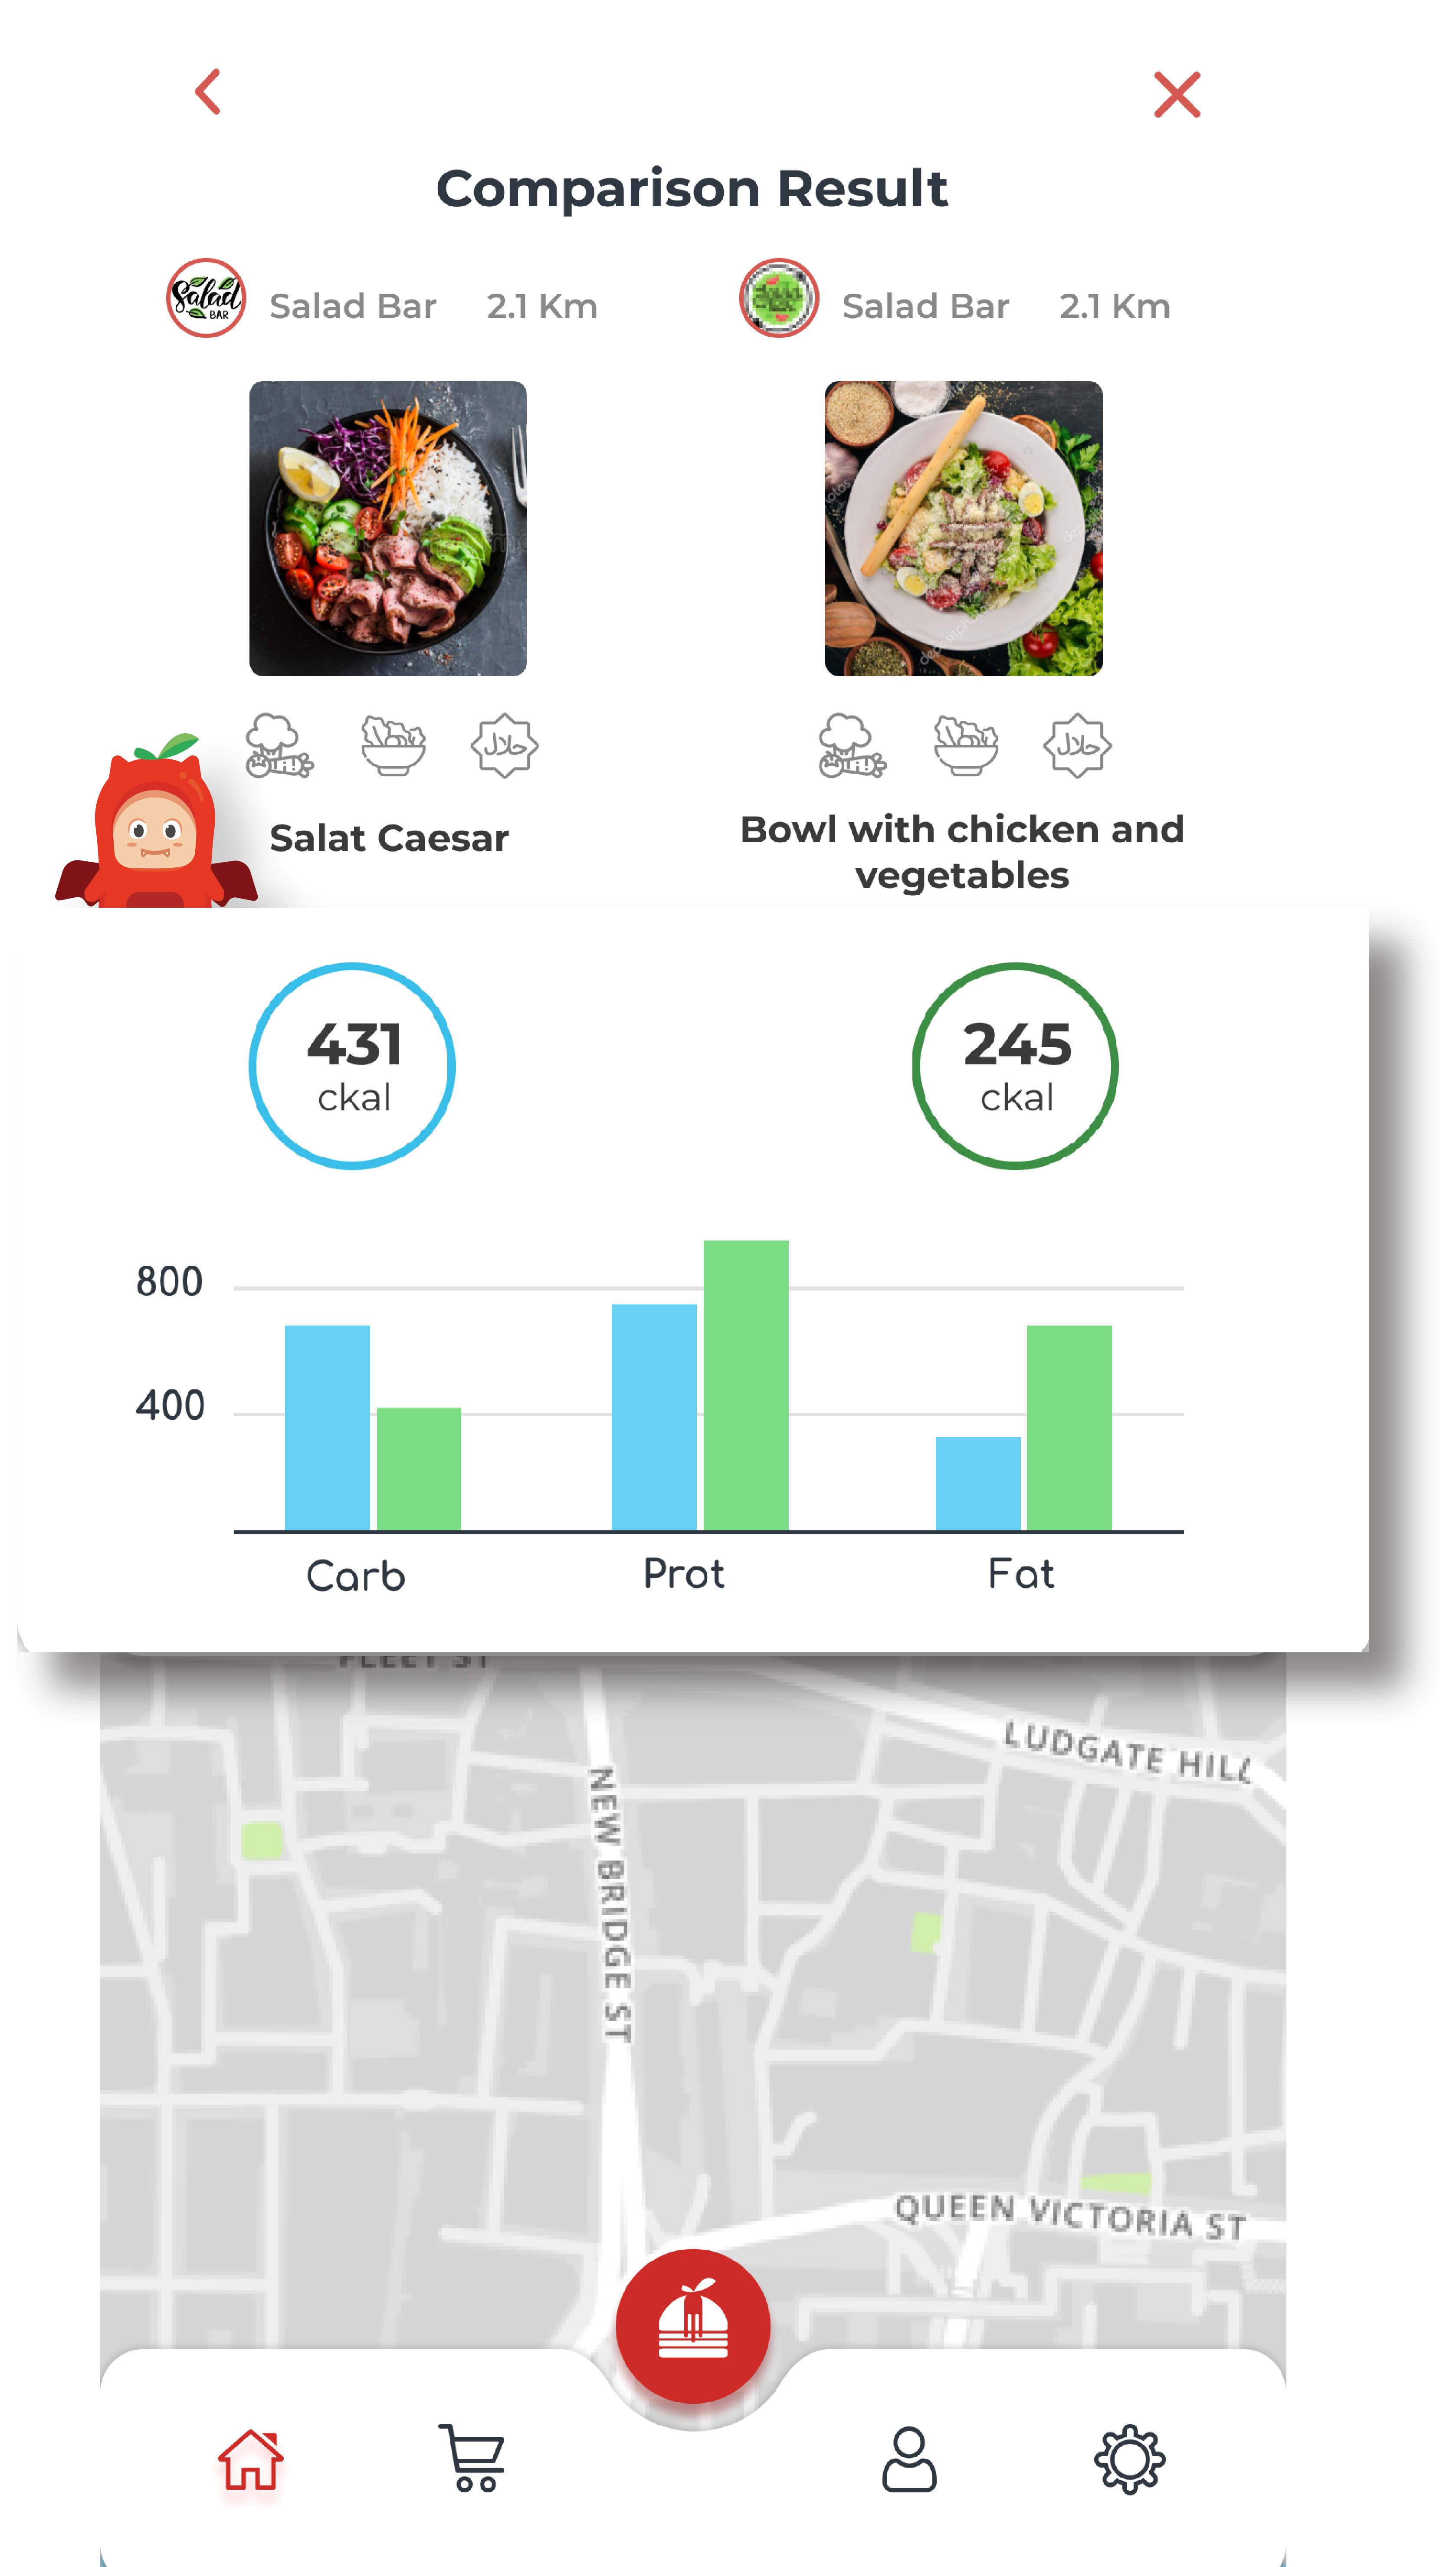 Comparison Result
Salad BAR
Salad Bar 2.1 Km
Salad Bar 2.1 Km
حلال
حلال
Salat Caesar
Bowl with chicken and
vegetables
431
ckal
245
ckal
800
400
Carb Prot Fat
FLEET ST
LUDGATE HILL
NEW BRIDGE ST
QUEEN VICTORIA ST